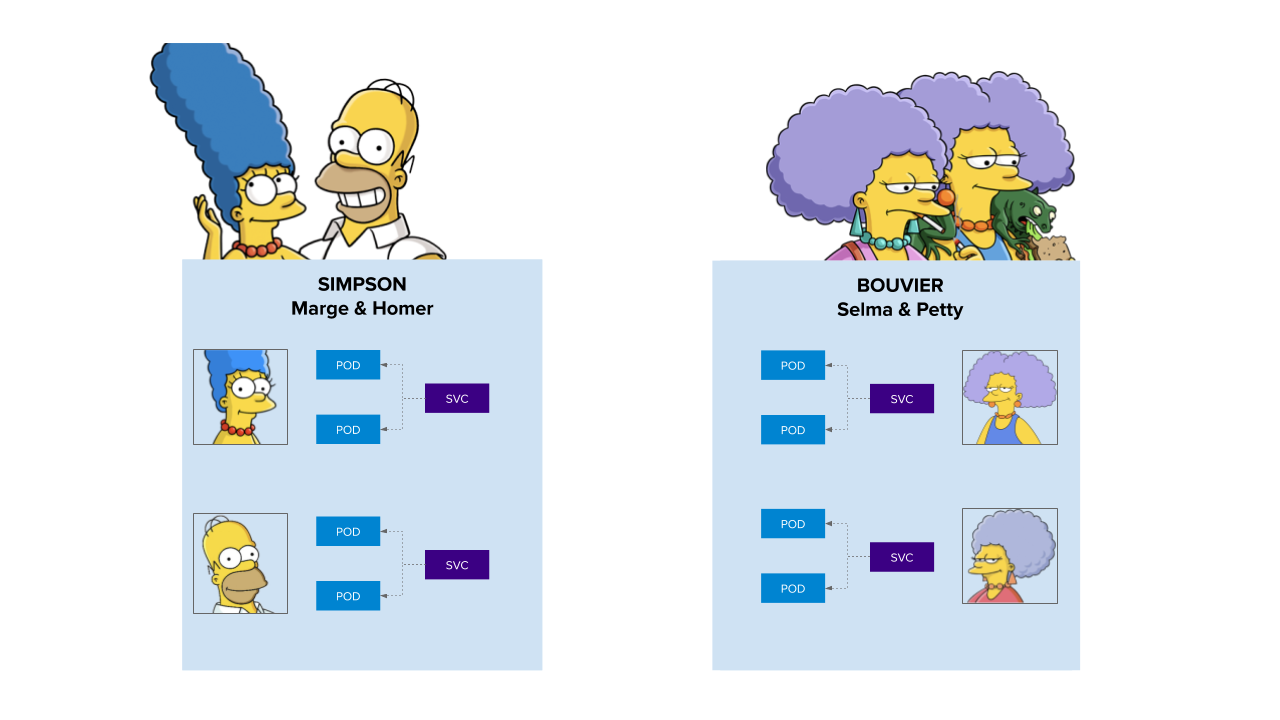 SIMPSON
Marge & Homer
POD
SVC
POD
POD
SVC
POD
BOUVIER
Selma & Petty
POD
SVC
POD
POD
SVC
POD